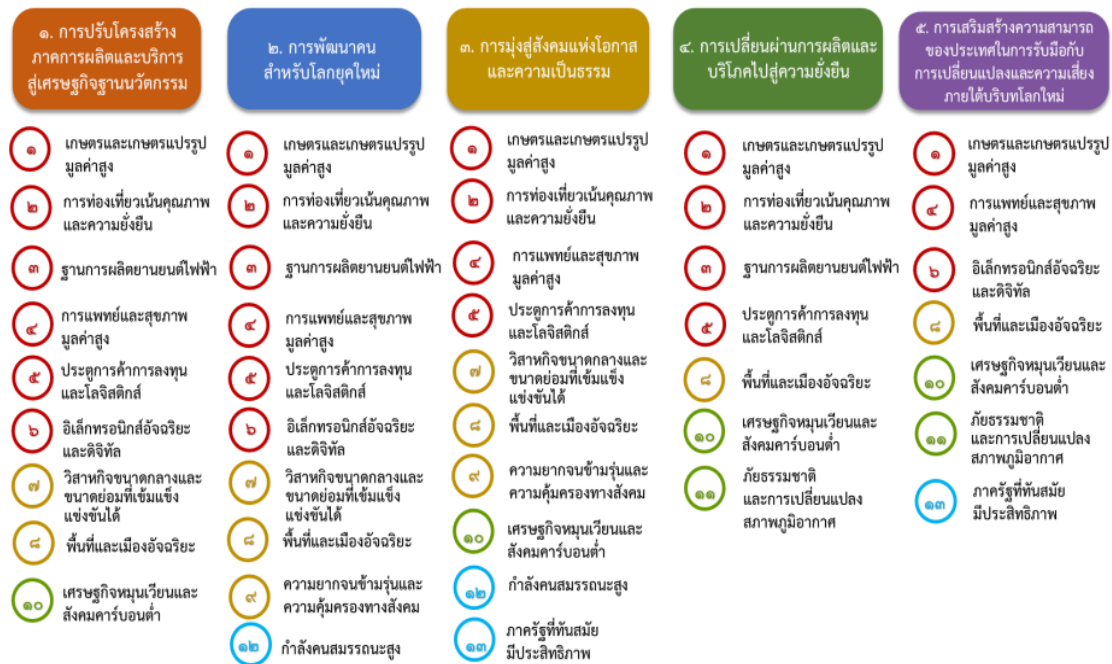 ๑. การปรับโครงสร้าง
ภาคการผลิตและบริการ
สู่เศรษฐกิจฐานนวัตกรรม
๑
เกษตรและเกษตรแปรรูป
มูลค่าสูง
๒
การท่องเที่ยวเน้นคุณภาพ
และความยั่งยืน
๓
ฐานการผลิตยานยนต์ไฟฟ้า
๔
การแพทย์และสุขภาพ
มูลค่าสูง
๕
ประตูการค้าการลงทุน
และโลจิสติกส์
๖
อิเล็กทรอนิกส์อัจฉริยะ
และดิจิทัล
๗
วิสาหกิจขนาดกลางและ
ขนาดย่อมที่เข้มแข็ง
แข่งขันได้
๘
พื้นที่และเมืองอัจฉริยะ
๑๐
เศรษฐกิจหมุนเวียนและ
สังคมคาร์บอนต่ำ
๒. การพัฒนาคน
สำหรับโลกยุคใหม่
๑
เกษตรและเกษตรแปรรูป
มูลค่าสูง
๒
การท่องเที่ยวเน้นคุณภาพ
และความยั่งยืน
๓
ฐานการผลิตยานยนต์ไฟฟ้า
๔
การแพทย์และสุขภาพ
มูลค่าสูง
๕
ประตูการค้าการลงทุน
และโลจิสติกส์
๖
อิเล็กทรอนิกส์อัจฉริยะ
และดิจิทัล
๗
วิสาหกิจขนาดกลางและ
ขนาดย่อมที่เข้มแข็ง
แข่งขันได้
๘
พื้นที่และเมืองอัจฉริยะ
๙
ความยากจนข้ามรุ่นและ
ความคุ้มครองทางสังคม
๑๒
กำลังคนสมรรถนะสูง
๓. การมุ่งสู่สังคมแห่งโอกาส
และความเป็นธรรม
๑
เกษตรและเกษตรแปรรูป
มูลค่าสูง
๒
การท่องเที่ยวเน้นคุณภาพ
และความยั่งยืน
๔
การแพทย์และสุขภาพ
มูลค่าสูง
๕
ประตูการค้าการลงทุน
และโลจิสติกส์
๗
วิสาหกิจขนาดกลางและ
ขนาดย่อมที่เข้มแข็ง
แข่งขันได้
๘
พื้นที่และเมืองอัจฉริยะ
๙
ความยากจนข้ามรุ่นและ
ความคุ้มครองทางสังคม
๑๐
เศรษฐกิจหมุนเวียนและ
สังคมคาร์บอนต่ำ
๑๒
กำลังคนสมรรถนะสูง
๑๓
ภาครัฐที่ทันสมัย
มีประสิทธิภาพ
๔. การเปลี่ยนผ่านการผลิตและ
บริโภคไปสู่ความยั่งยืน
๑
เกษตรและเกษตรแปรรูป
มูลค่าสูง
๒
การท่องเที่ยวเน้นคุณภาพ
และความยั่งยืน
๓
ฐานการผลิตยานยนต์ไฟฟ้า
๕
ประตูการค้าการลงทุน
และโลจิสติกส์
๘
พื้นที่และเมืองอัจฉริยะ
๑๐
เศรษฐกิจหมุนเวียนและ
สังคมคาร์บอนต่ำ
๑๑
ภัยธรรมชาติ
และการเปลี่ยนแปลง
สภาพภูมิอากาศ
๕. การเสริมสร้างความสามารถ
ของประเทศในการรับมือกับ
การเปลี่ยนแปลงและความเสี่ยง
ภายใต้บริบทโลกใหม่
๑
เกษตรและเกษตรแปรรูป
มูลค่าสูง
๔
การแพทย์และสุขภาพ
มูลค่าสูง
๖
อิเล็กทรอนิกส์อัจฉริยะ
และดิจิทัล
๘
พื้นที่และเมืองอัจฉริยะ
๑๐
เศรษฐกิจหมุนเวียนและ
สังคมคาร์บอนต่ำ
๑๑
ภัยธรรมชาติ
และการเปลี่ยนแปลง
สภาพภูมิอากาศ
๑๓
ภาครัฐที่ทันสมัย
มีประสิทธิภาพ